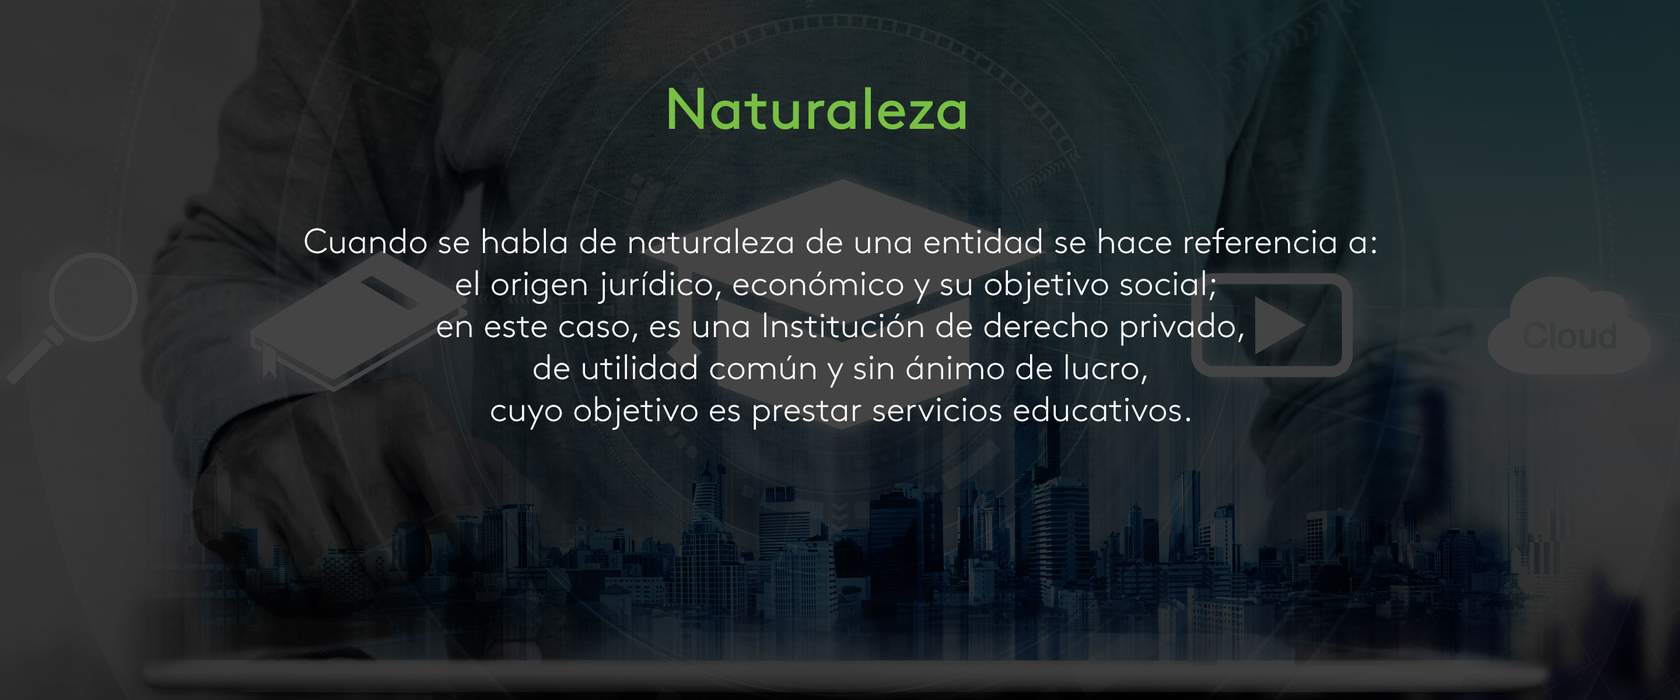 Naturaleza
Cuando se habla de naturaleza de una entidad se hace referencia a:
el origen jurídico, económico y su objetivo social;
en este caso, es una Institución de derecho privado,
de utilidad común y sin ánimo de lucro,
cuyo objetivo es prestar servicios educativos.
Cloud